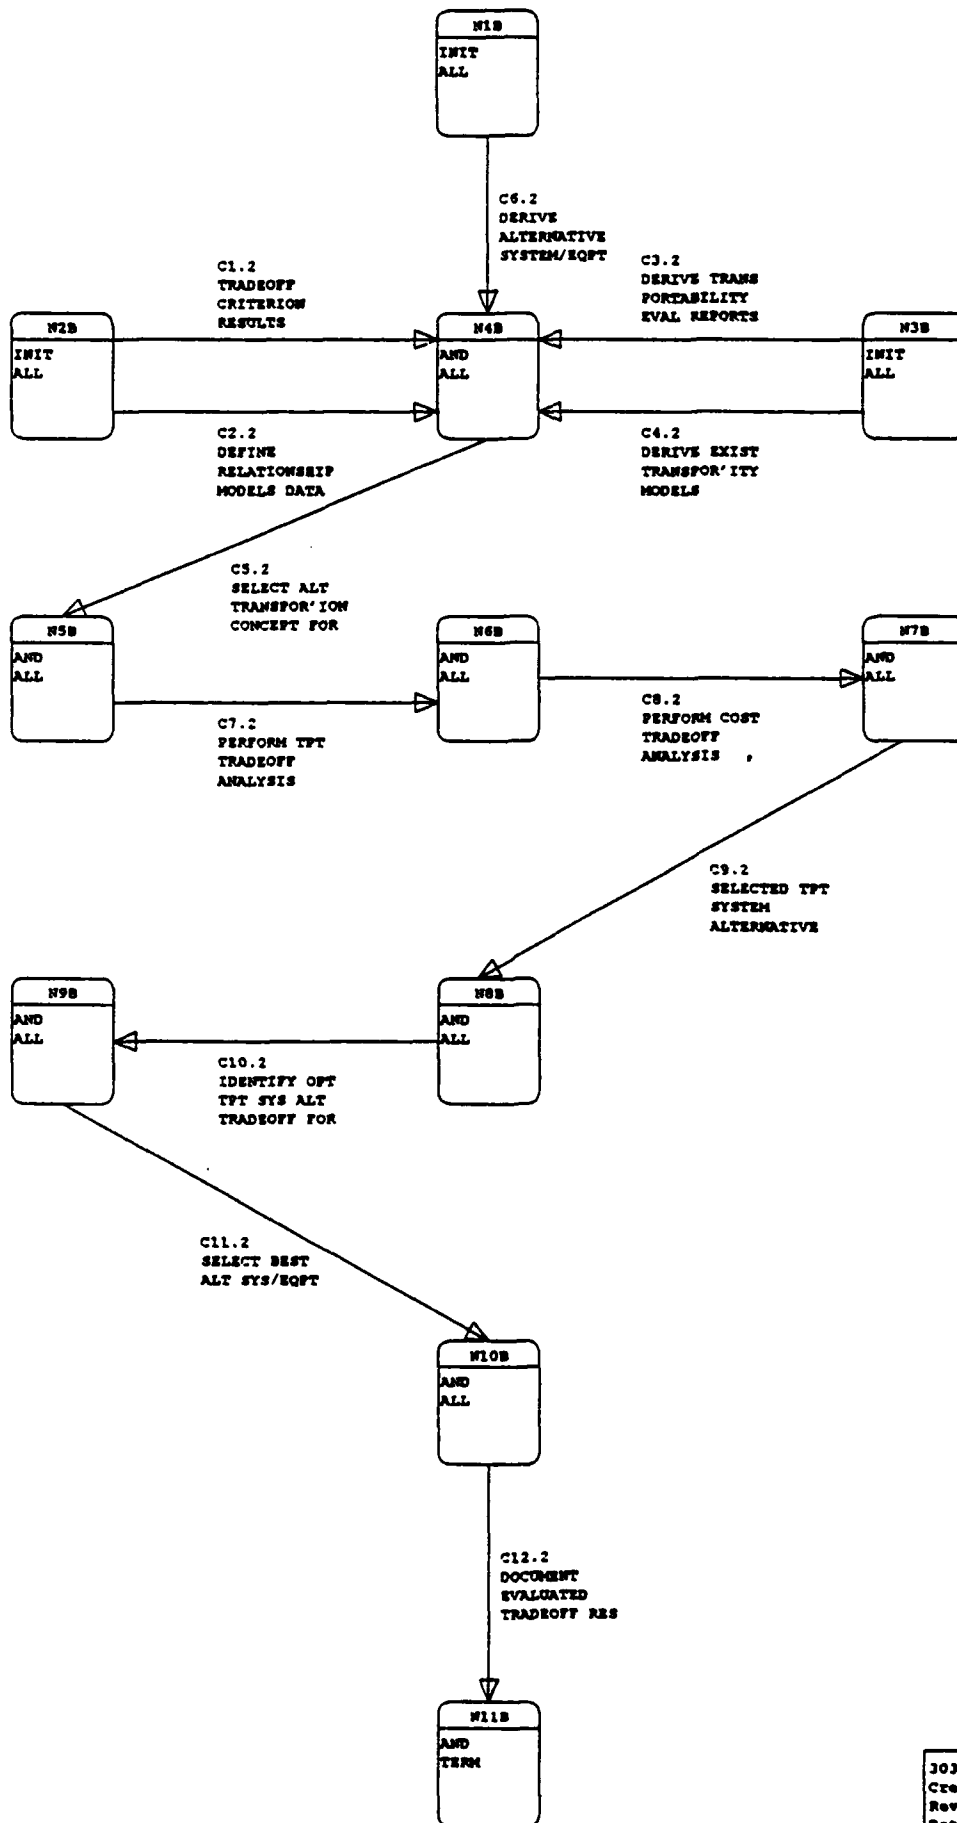 N1B
INIT
ALL
C6.2
DERIVE
ALTERNATIVE
SYSTEM/EQPT
C1.2
TRADEOFF
CRITERION
RESULTS
C3.2
DERIVE TRANS
PORTABILITY
EVAL REPORTS
N2B
INIT
ALL
N4B
AND
ALL
N3B
INIT
ALL
C2.2
DEFINE
RELATIONSHIP
MODELS DATA
C4.2
DERIVE EXIST
TRANSPOR'ITY
MODELS
C5.2
SELECT ALT
TRANSPOR'ION
CONCEPT FOR
N5B
AND
ALL
N6B
AND
ALL
N7B
AND
ALL
C7.2
PERFORM TPT
TRADEOFF
ANALYSIS
C8.2
PERFORM COST
TRADEOFF
ANALYSIS
C9.2
SELECTED TPT
SYSTEM
ALTERNATIVE
N9B
AND
ALL
N8B
AND
ALL
C10.2
IDENTIFY OPT
TPT SYS ALT
TRADEOFF FOR
C11.2
SELECT BEST
ALT SYS/EQPT
N10B
AND
ALL
C12.2
DOCUMENT
EVALUATED
TRADEOFF RES
N11B
AND
TERM
303
Cre
Rev